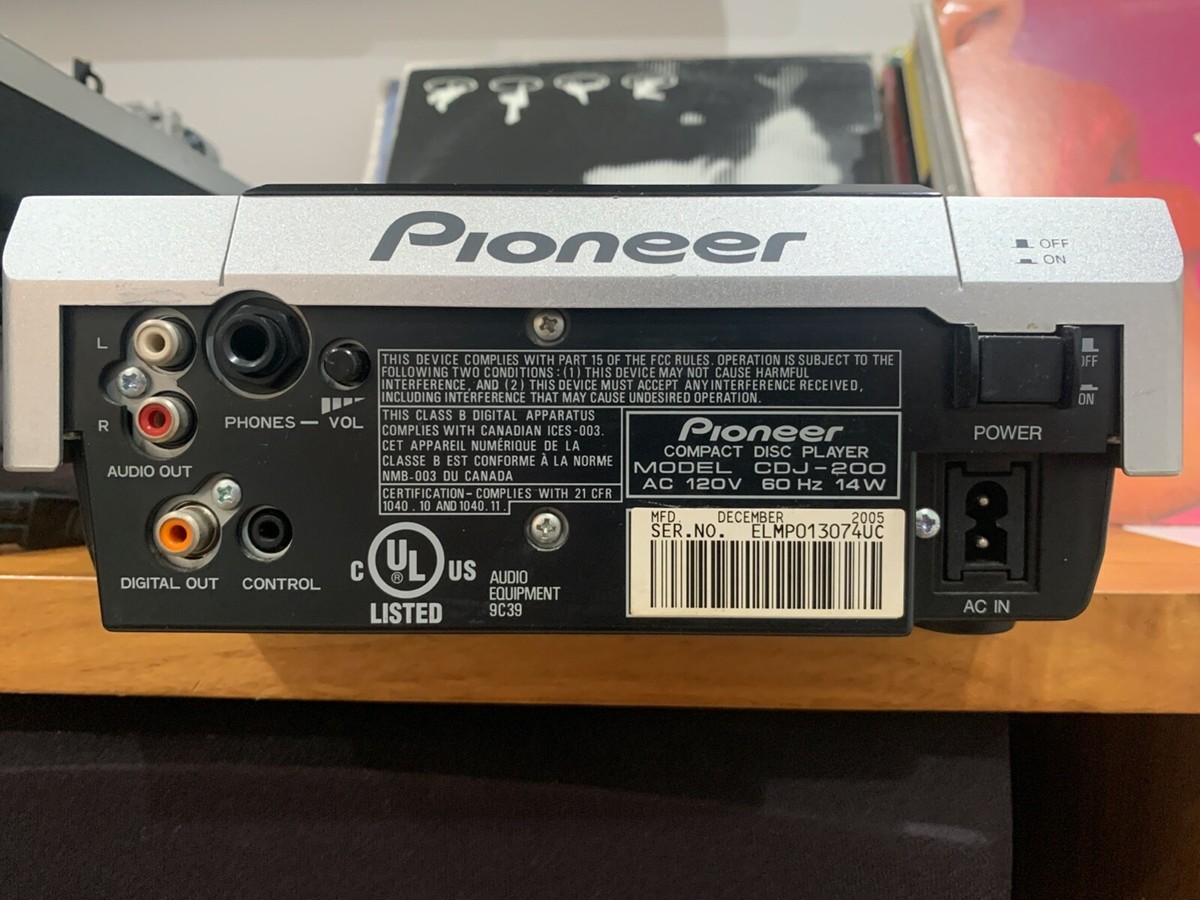 Pioneer
OFF
ON
L
R
PHONES — VOL
AUDIO OUT
DIGITAL OUT
CONTROL
THIS DEVICE COMPLIES WITH PART 15 OF THE FCC RULES. OPERATION IS SUBJECT TO THE
FOLLOWING TWO CONDITIONS: (1) THIS DEVICE MAY NOT CAUSE HARMFUL
INTERFERENCE, AND (2) THIS DEVICE MUST ACCEPT ANY INTERFERENCE RECEIVED,
INCLUDING INTERFERENCE THAT MAY CAUSE UNDESIRED OPERATION.
THIS CLASS B DIGITAL APPARATUS
COMPLIES WITH CANADIAN ICES-003.
CET APPAREIL NUMÉRIQUE DE LA
CLASSE B EST CONFORME À LA NORME
NMB-003 DU CANADA
CERTIFICATION- COMPLIES WITH 21 CFR
1040.10 AND 1040.11.
C UL ® US
LISTED
AUDIO
EQUIPMENT
9C39
Pioneer
COMPACT DISC PLAYER
MODEL CDJ-200
AC 120V 60 Hz 14W
MFD. DECEMBER 2005
SER.NO. ELMP013074UC
OFF
ON
POWER
AC IN